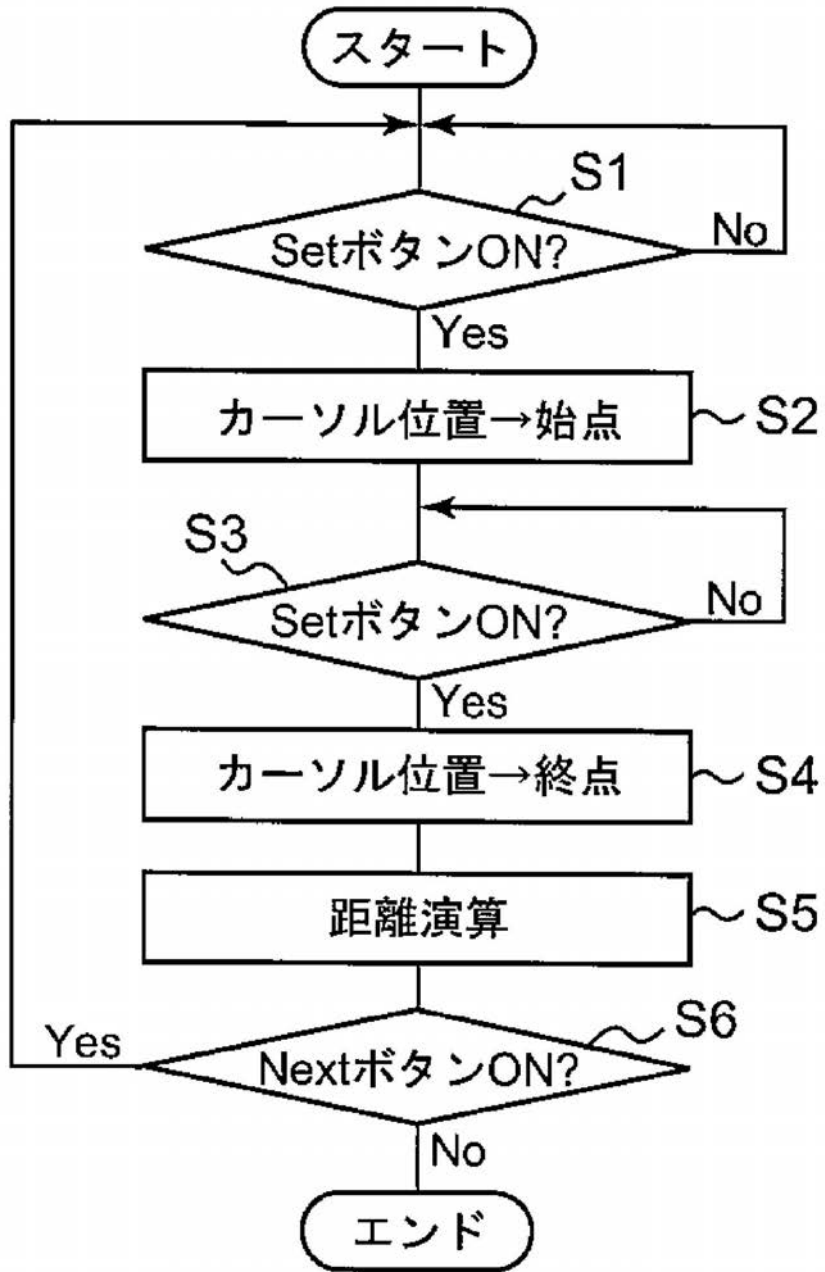 スタート
S1
SetボタンON?
No
Yes
カーソル位置→始点
S2
S3
SetボタンON?
No
Yes
カーソル位置→終点
S4
距離演算
S5
S6
Yes
NextボタンON?
No
エンド